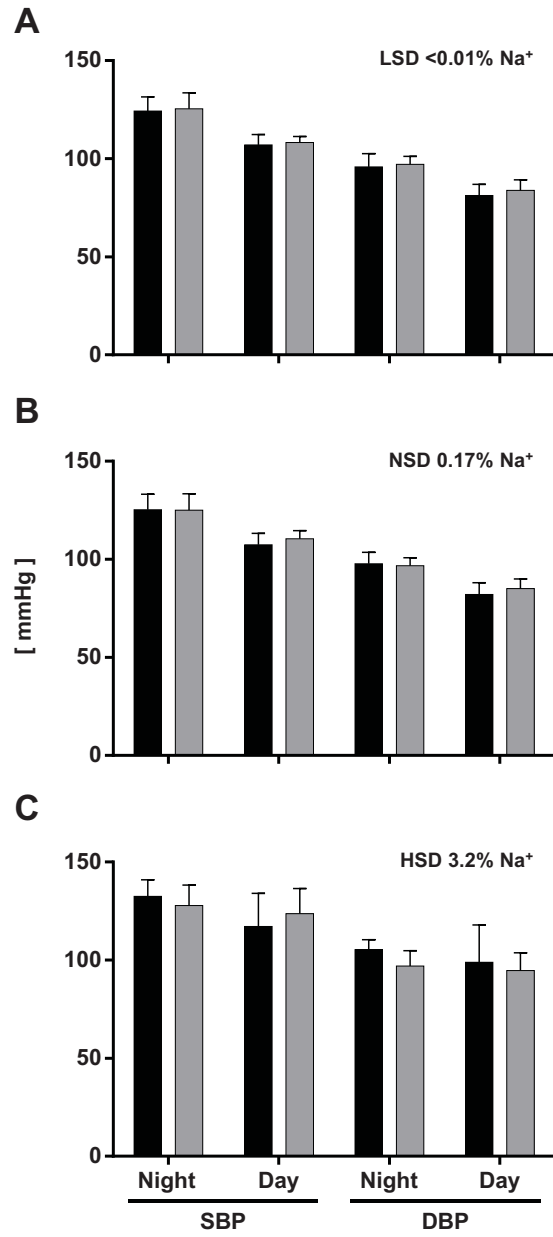 A
LSD <0.01% Na⁺
150
100
50
0
B
NSD 0.17% Na⁺
150
100
50
0
[ mmHg ]
C
HSD 3.2% Na⁺
150
100
50
0
Night Day Night Day
SBP DBP